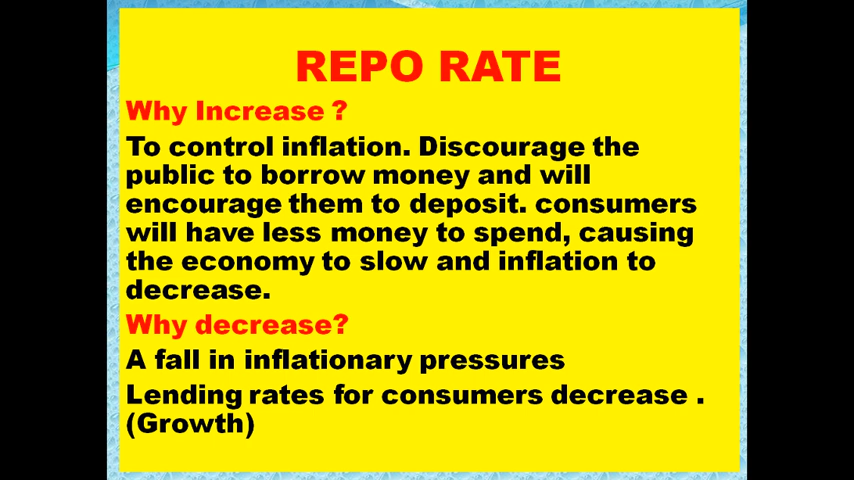 REPO RATE
Why Increase ?
To control inflation. Discourage the
public to borrow money and will
encourage them to deposit. consumers
will have less money to spend, causing
the economy to slow and inflation to
decrease.
Why decrease?
A fall in inflationary pressures
Lending rates for consumers decrease .
(Growth)